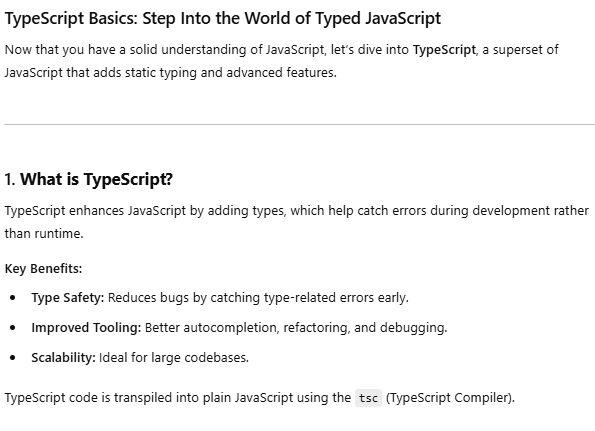 TypeScript Basics: Step Into the World of Typed JavaScript
Now that you have a solid understanding of JavaScript, let's dive into TypeScript, a superset of
JavaScript that adds static typing and advanced features.
1. What is TypeScript?
TypeScript enhances JavaScript by adding types, which help catch errors during development rather
than runtime.
Key Benefits:
• Type Safety: Reduces bugs by catching type-related errors early.
• Improved Tooling: Better autocompletion, refactoring, and debugging.
• Scalability: Ideal for large codebases.
TypeScript code is transpiled into plain JavaScript using the tsc (TypeScript Compiler).